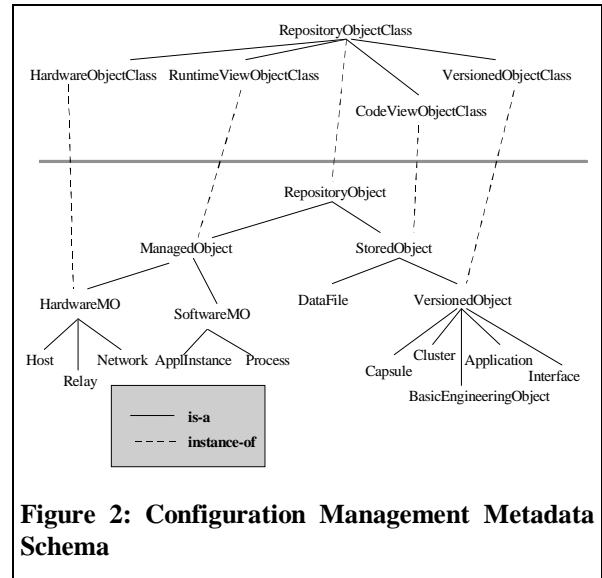 RepositoryObjectClass
HardwareObjectClass RuntimeViewObjectClass VersionedObjectClass
CodeViewObjectClass
RepositoryObject
ManagedObject StoredObject
HardwareMO SoftwareMO DataFile VersionedObject
Host Relay Network ApplInstance Process
Capsule Cluster BasicEngineeringObject Application Interface
is-a
instance-of
Figure 2: Configuration Management Metadata
Schema